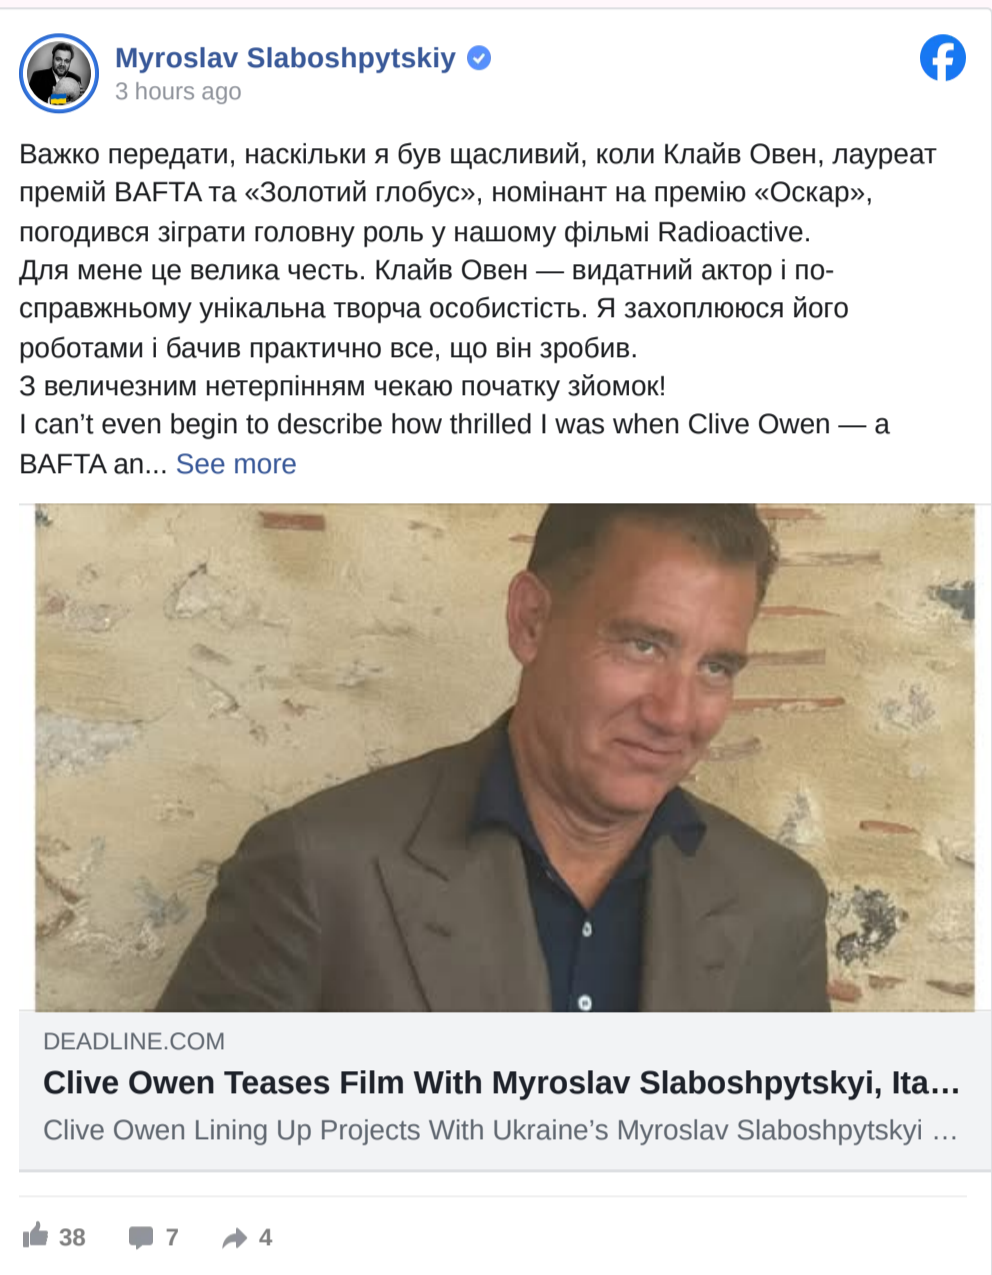 Myroslav Slaboshpytskiy
3 hours ago
Важко передати, наскільки я був щасливий, коли Клайв Овен, лауреат
премій BAFTA та «Золотий глобус», номінант на премію «Оскар»,
погодився зіграти головну роль у нашому фільмі Radioactive.
Для мене це велика честь. Клайв Овен — видатний актор і по-
справжньому унікальна творча особистість. Я захоплююся його
роботами і бачив практично все, що він зробив.
З величезним нетерпінням чекаю початку зйомок!
I can’t even begin to describe how thrilled I was when Clive Owen — a
BAFTA an... See more
DEADLINE.COM
Clive Owen Teases Film With Myroslav Slaboshpytskyi, Ita...
Clive Owen Lining Up Projects With Ukraine’s Myroslav Slaboshpytskyi ...
38 7 4